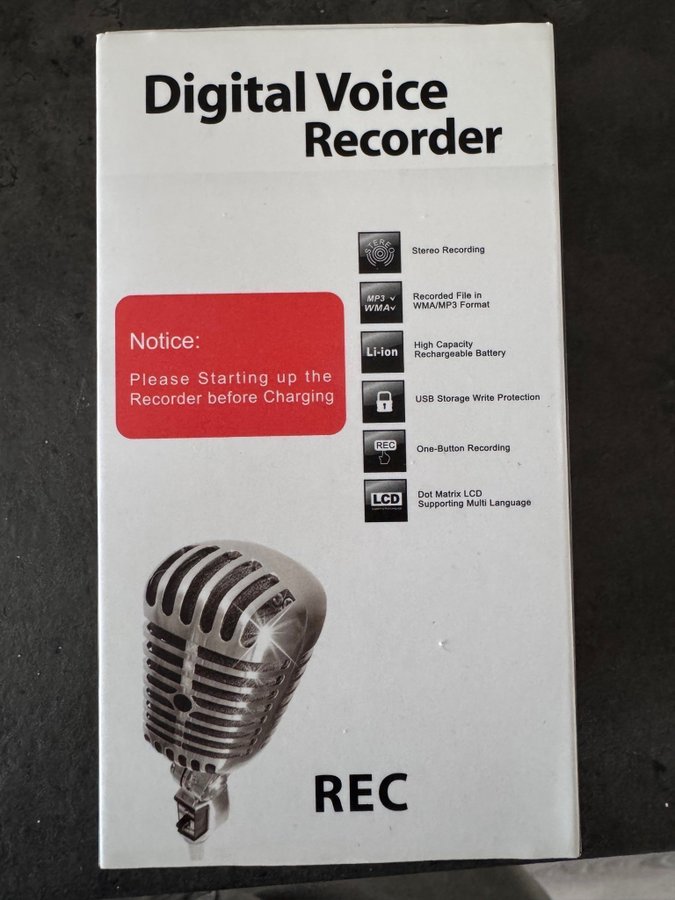 Digital Voice
Recorder
STEREO
Stereo Recording
MP3
WMA
Recorded File in
WMA/MP3 Format
Li-ion
High Capacity
Rechargeable Battery
USB Storage Write Protection
REC
One-Button Recording
LCD
Dot Matrix LCD
Supporting Multi Language
Notice:
Please Starting up the
Recorder before Charging
REC